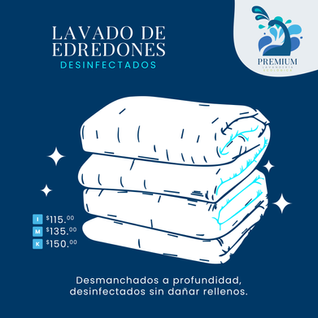 LAVADO DE
EDREDONES
DESINFECTADOS
PREMIUM
I $115.00
M $135.00
K $150.00
Desmanchados a profundidad,
desinfectados sin dañar rellenos.